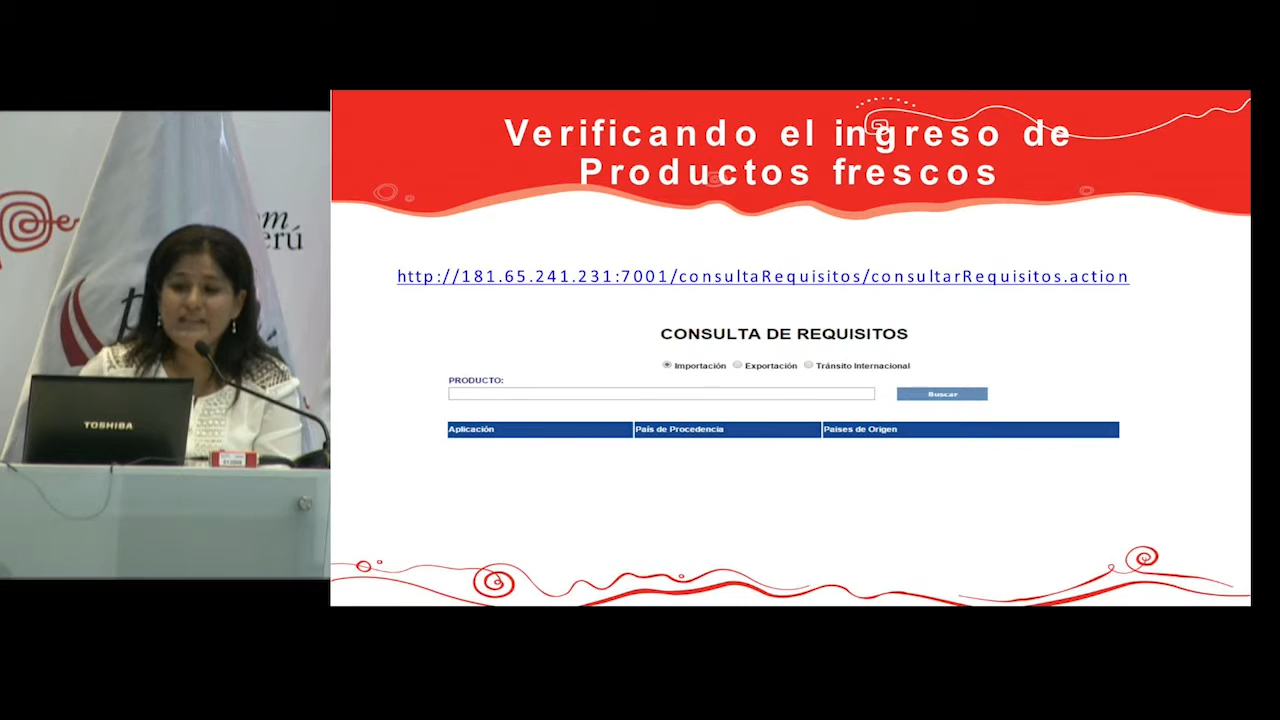 Verificando el ingreso de
Productos frescos
http://181.65.241.231:7001/consultaRequisitos/consultarRequisitos.action
CONSULTA DE REQUISITOS
Importación Exportación Tránsito Internacional
PRODUCTO:
Buscar
Aplicación País de Procedencia Paises de Origen
TOSHIBA